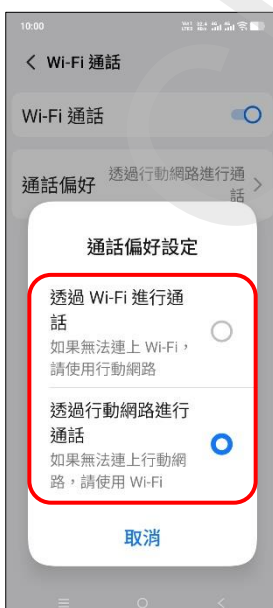 10:00
Wi-Fi 通話
Wi-Fi 通話
通話偏好
透過行動網路進行通
話
通話偏好設定
透過 Wi-Fi 進行通
話
如果無法連上 Wi-Fi，
請使用行動網路
透過行動網路進行
通話
如果無法連上行動網
路，請使用 Wi-Fi
取消